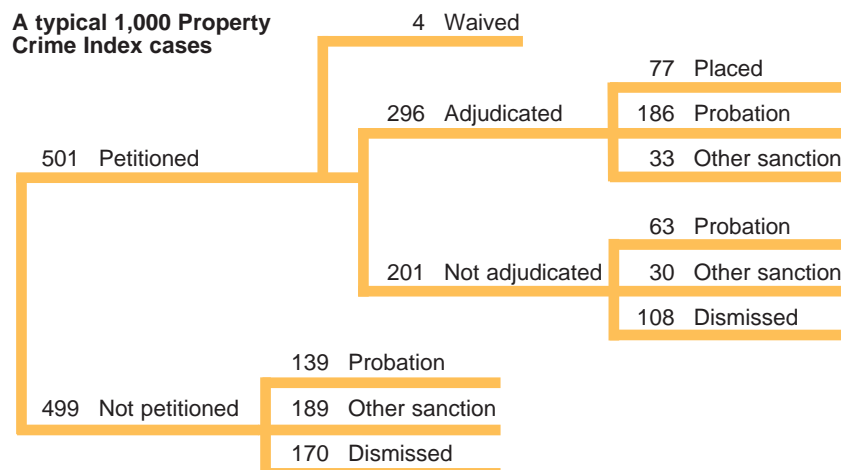 A typical 1,000 Property
Crime Index cases
4 Waived
77 Placed
296 Adjudicated
186 Probation
501 Petitioned
33 Other sanction
63 Probation
201 Not adjudicated
30 Other sanction
108 Dismissed
139 Probation
499 Not petitioned
189 Other sanction
170 Dismissed